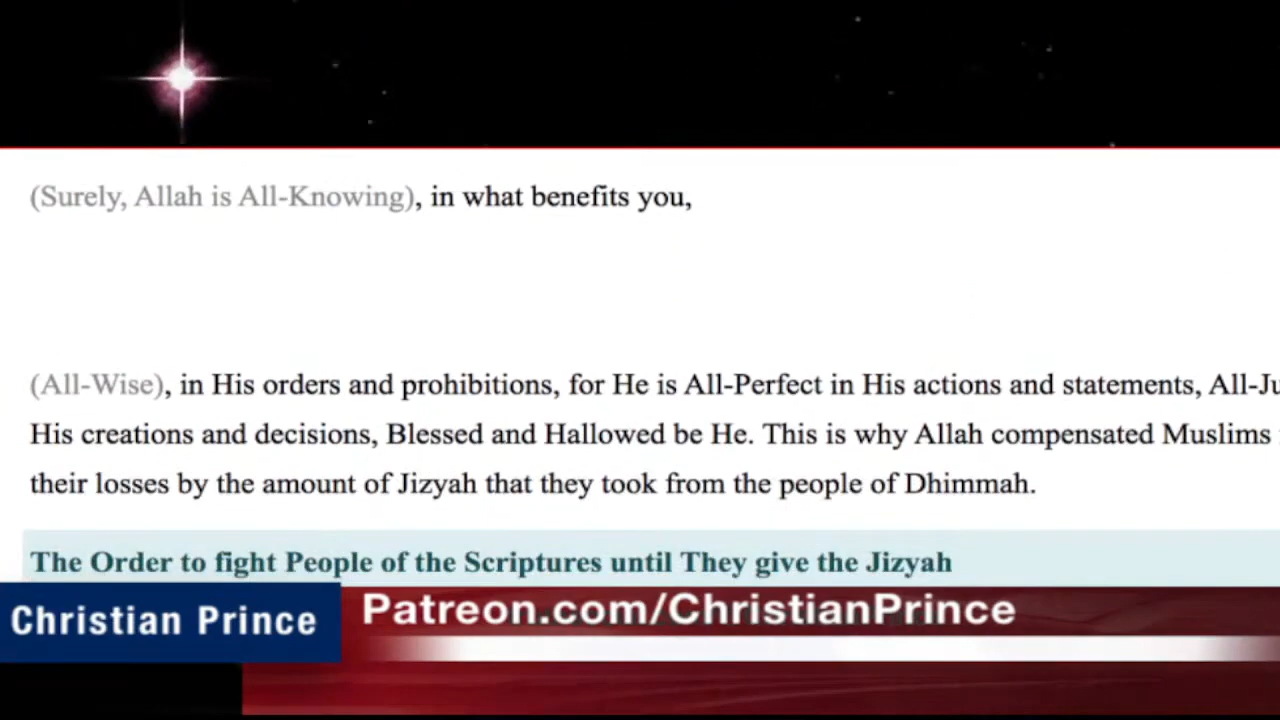 (Surely, Allah is All-Knowing), in what benefits you,
(All-Wise), in His orders and prohibitions, for He is All-Perfect in His actions and statements, All-Ju
His creations and decisions, Blessed and Hallowed be He. This is why Allah compensated Muslims
their losses by the amount of Jizyah that they took from the people of Dhimmah.
The Order to fight People of the Scriptures until They give the Jizyah
Christian Prince
Patreon.com/ChristianPrince